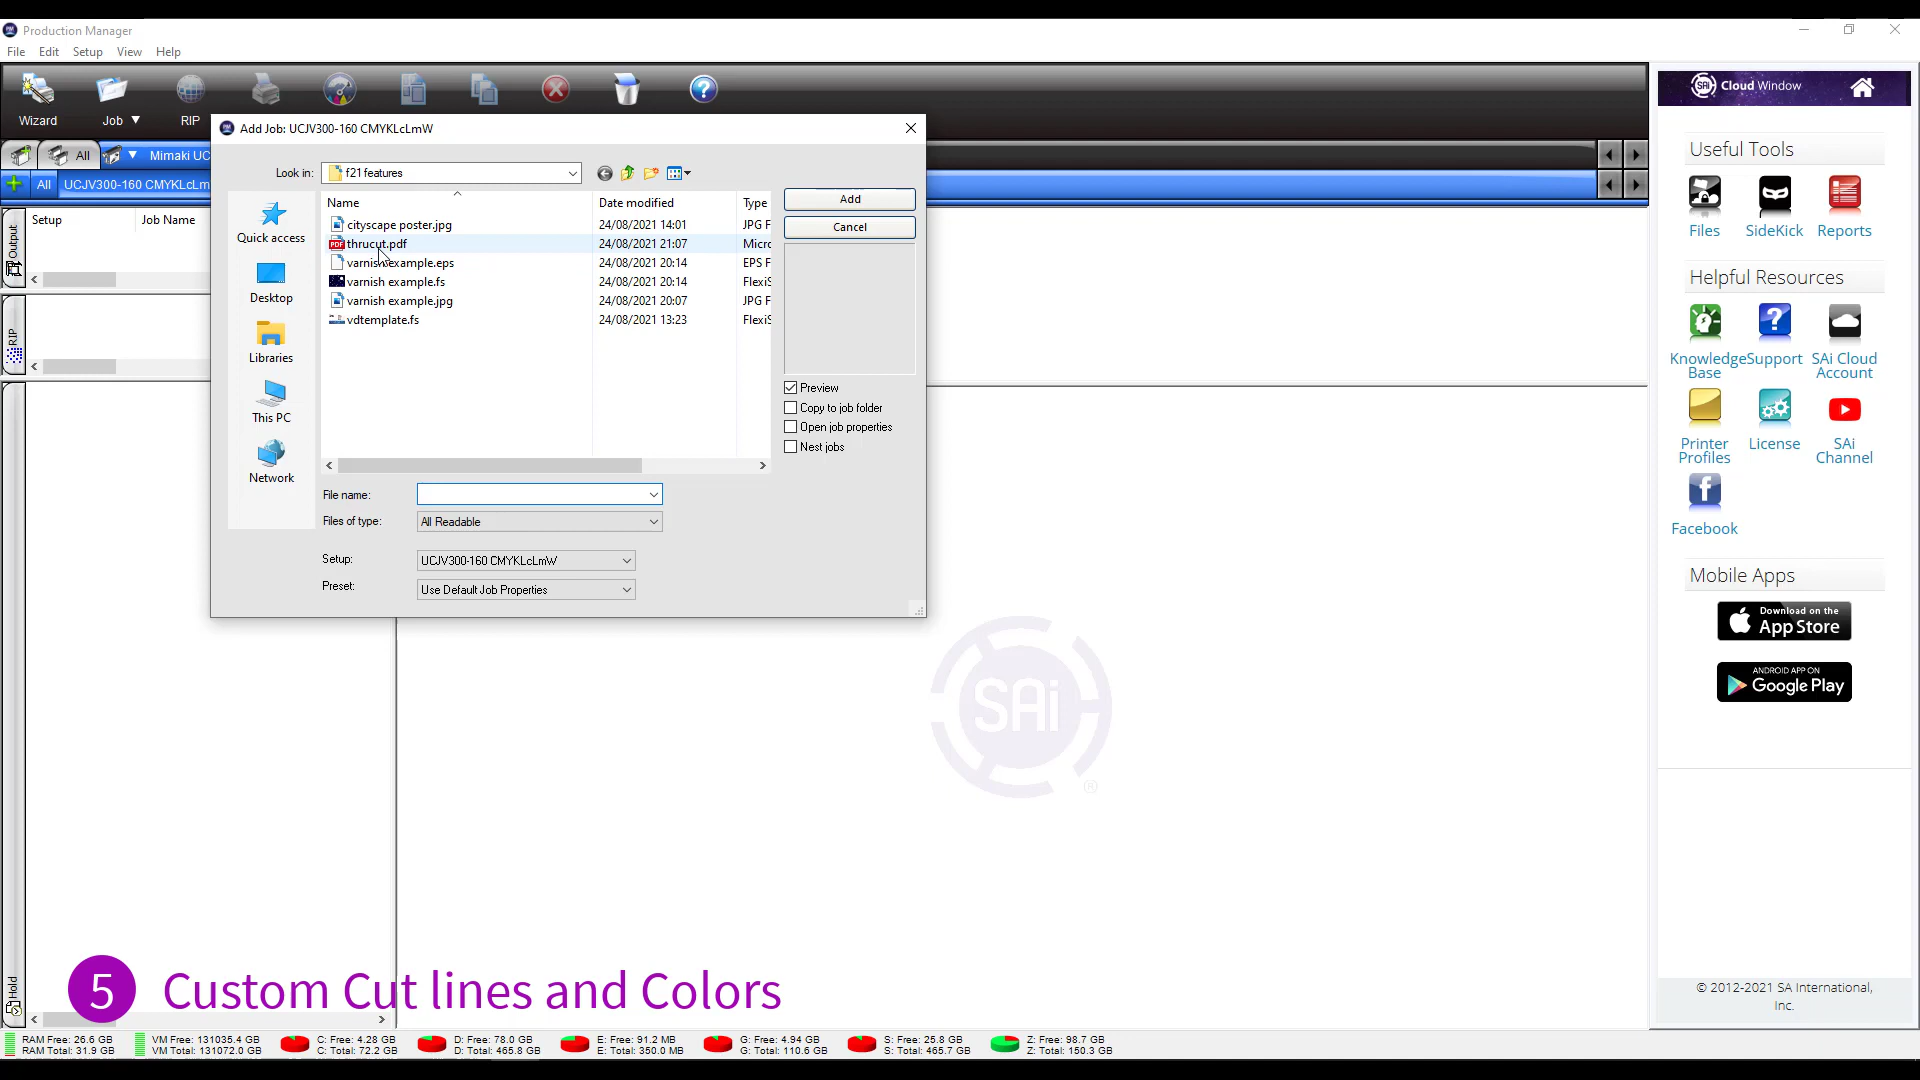 Production Manager
File Edit Setup View Help
Wizard Job RIP
All Mimaki UC
All UCJV300-160 CMYKLcLm
Output
Setup Job Name
RIP
Hold
Add Job: UCJV300-160 CMYKLcLmW
Look in: f21 features
Name Date modified Type
cityscape poster.jpg 24/08/2021 14:01 JPG F
thrucut.pdf 24/08/2021 21:07 Micro
varnish example.eps 24/08/2021 20:14 EPS F
varnish example.fs 24/08/2021 20:14 FlexiS
varnish example.jpg 24/08/2021 20:07 JPG F
vdtemplate.fs 24/08/2021 13:23 FlexiS
Quick access
Desktop
Libraries
This PC
Network
Add
Cancel
Preview
Copy to job folder
Open job properties
Nest jobs
File name:
Files of type: All Readable
Setup: UCJV300-160 CMYKLcLmW
Preset: Use Default Job Properties
SAi
®
SAi Cloud Window
Useful Tools
Files SideKick Reports
Helpful Resources
Knowledge Base
Support
SAi Cloud Account
Printer Profiles
License
SAi Channel
Facebook
Mobile Apps
Download on the
App Store
ANDROID APP ON
Google Play
© 2012-2021 SA International,
Inc.
5 Custom Cut lines and Colors
RAM Free: 26.6 GB VM Free: 131035.4 GB C: Free: 4.28 GB D: Free: 78.0 GB E: Free: 91.2 MB G: Free: 4.94 GB S: Free: 25.8 GB Z: Free: 98.7 GB
RAM Total: 31.9 GB VM Total: 131072.0 GB C: Total: 72.2 GB D: Total: 465.8 GB E: Total: 350.0 MB G: Total: 110.6 GB S: Total: 465.7 GB Z: Total: 150.3 GB